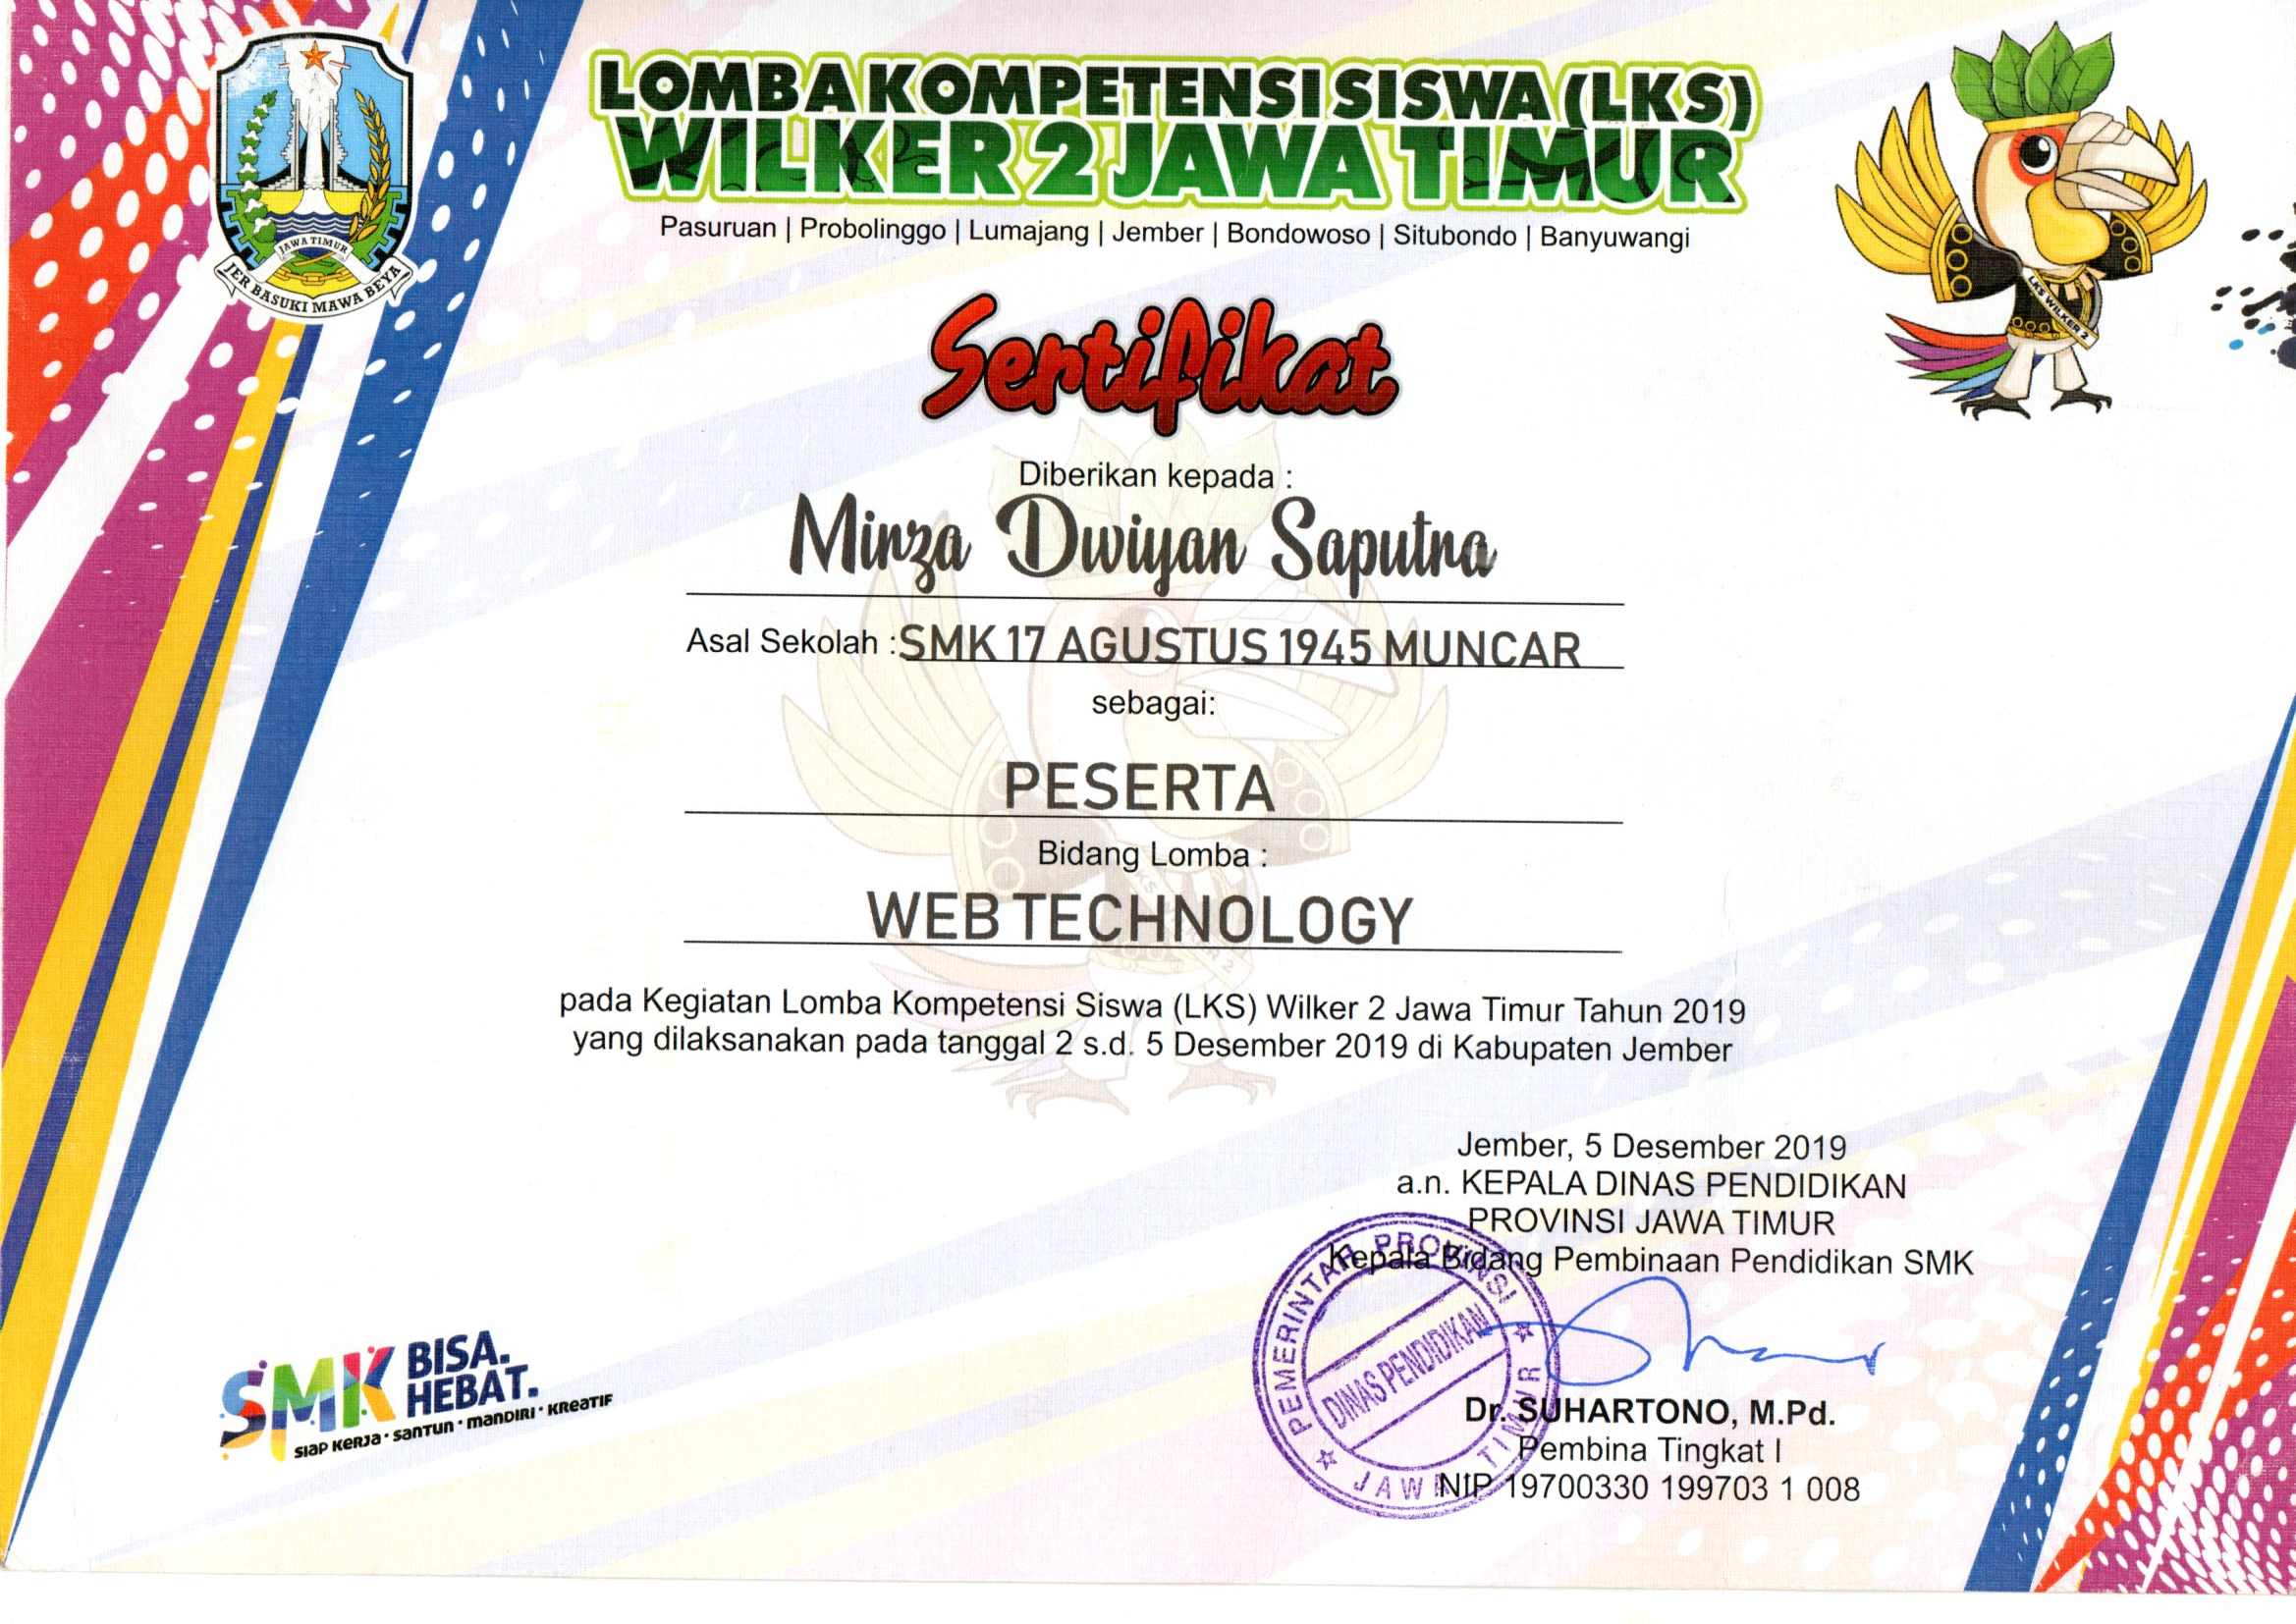 LOMBA KOMPETENSI SISWA (LKS)
WILKER 2 JAWA TIMUR
Pasuruan | Probolinggo | Lumajang | Jember | Bondowoso | Situbondo | Banyuwangi
JAWA TIMUR
JER BASUKI MAWA BEYA
LKS WILKER 2
Sertifikat
Diberikan kepada :
Mirza Dwiyan Saputra
Asal Sekolah : SMK 17 AGUSTUS 1945 MUNCAR
sebagai:
PESERTA
Bidang Lomba :
WEB TECHNOLOGY
pada Kegiatan Lomba Kompetensi Siswa (LKS) Wilker 2 Jawa Timur Tahun 2019
yang dilaksanakan pada tanggal 2 s.d. 5 Desember 2019 di Kabupaten Jember
Jember, 5 Desember 2019
a.n. KEPALA DINAS PENDIDIKAN
PROVINSI JAWA TIMUR
Kepala Bidang Pembinaan Pendidikan SMK
PEMERINTAH PROVINSI
DINAS PENDIDIKAN
JAWA TIMUR
Dr. SUHARTONO, M.Pd.
Pembina Tingkat I
NIP 19700330 199703 1 008
SMK BISA.
HEBAT.
SIAP KERJA · SANTUN · MANDIRI · KREATIF